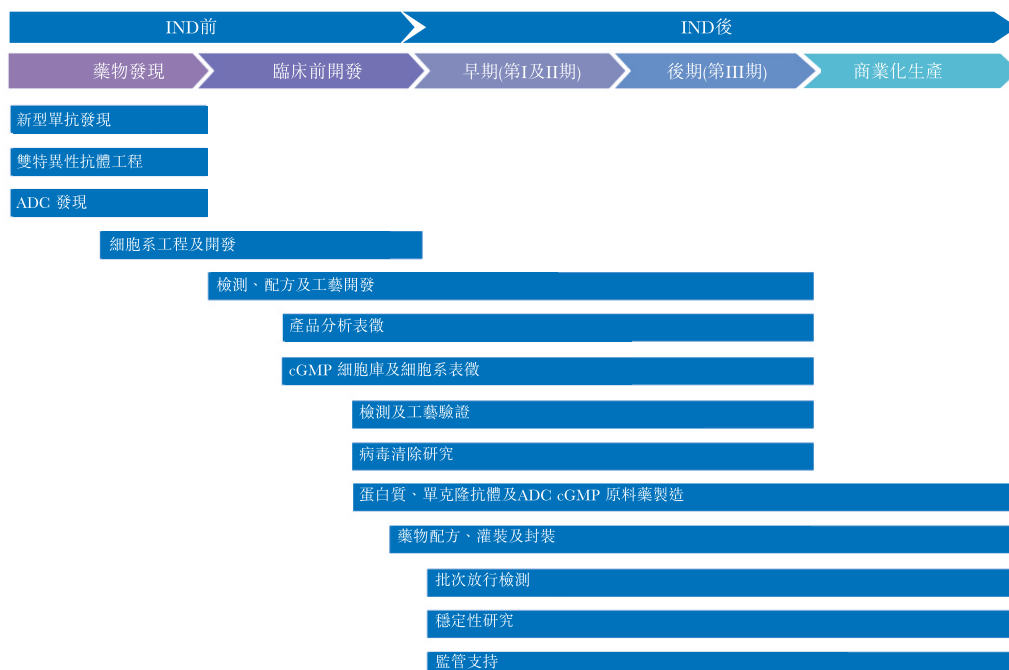 IND前
IND後
藥物發現
臨床前開發
早期(第I及II期)
後期(第III期)
商業化生產
新型單抗發現
雙特異性抗體工程
ADC 發現
細胞系工程及開發
檢測、配方及工藝開發
產品分析表徵
cGMP 細胞庫及細胞系表徵
檢測及工藝驗證
病毒清除研究
蛋白質、單克隆抗體及ADC cGMP 原料藥製造
藥物配方、灌裝及封裝
批次放行檢測
穩定性研究
監管支持